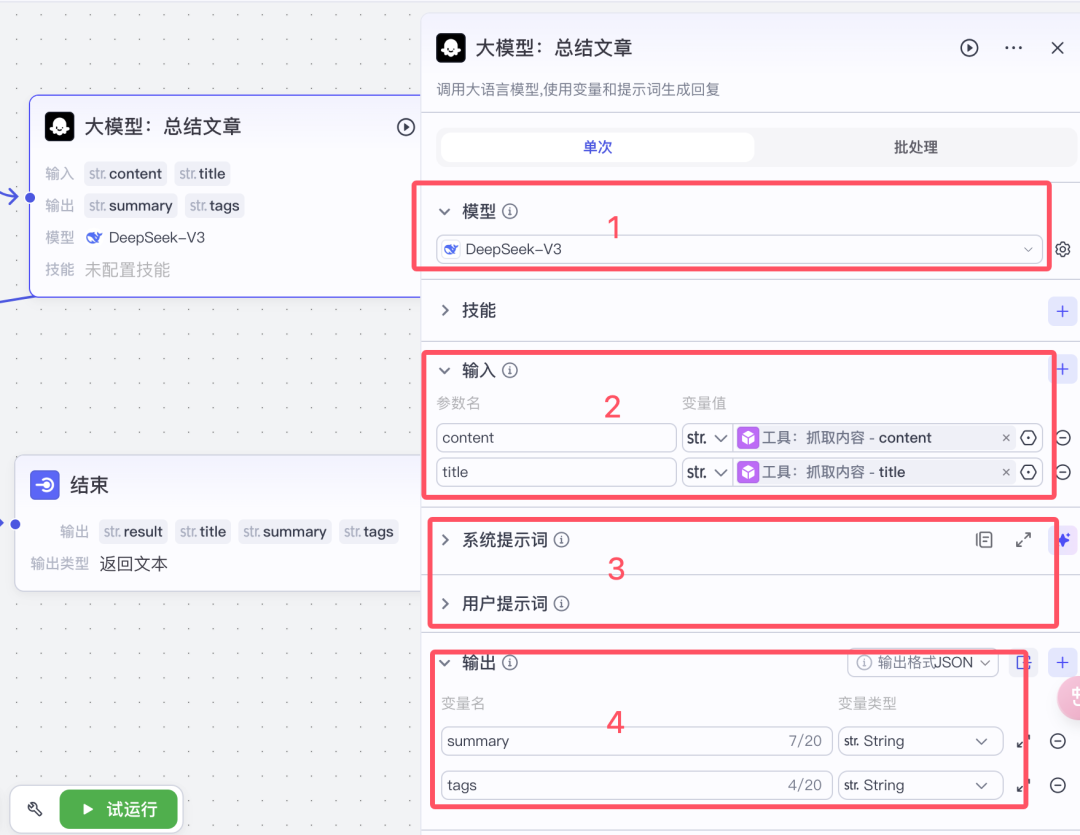 大模型：总结文章
输入 str. content str. title
输出 str. summary str. tags
模型 DeepSeek-V3
技能 未配置技能
结束
输出 str. result str. title str. summary str. tags
输出类型 返回文本
试运行
大模型：总结文章
调用大语言模型,使用变量和提示词生成回复
单次 批处理
模型
1
DeepSeek-V3
技能
输入
参数名 2 变量值
content str. 工具：抓取内容 - content
title str. 工具：抓取内容 - title
系统提示词
3
用户提示词
输出 输出格式JSON
变量名 变量类型
4
summary 7/20 str. String
tags 4/20 str. String